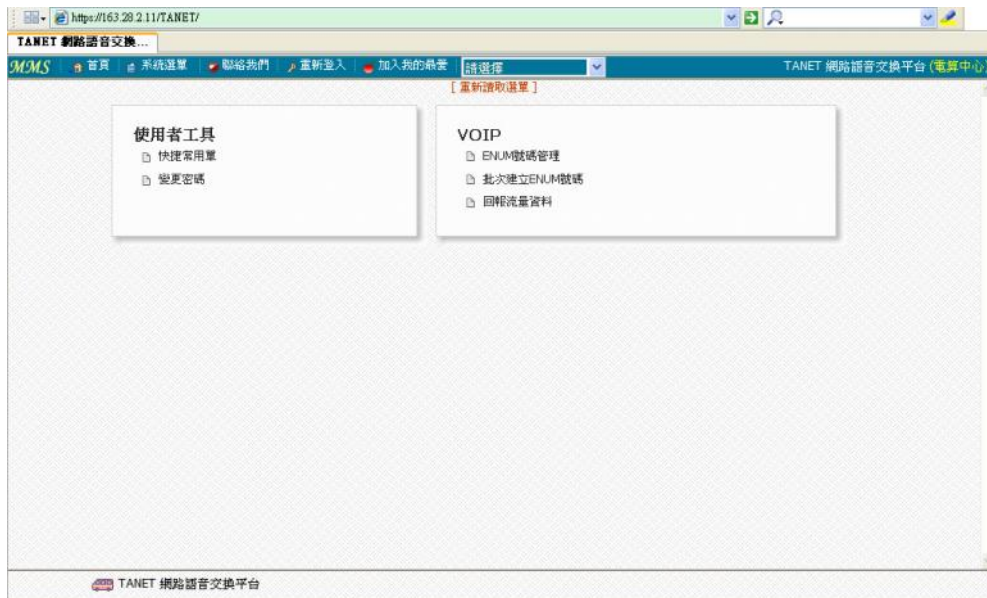 https://163.28.2.11/TANET/
TANET 網路語音交換...
MMS 首頁 系統選單 聯絡我們 重新登入 加入我的最愛 請選擇 TANET 網路語音交換平台 (電算中心)
[ 重新讀取選單 ]
使用者工具
快捷常用單
變更密碼
VOIP
ENUM號碼管理
批次建立ENUM號碼
回報流量資料
TANET 網路語音交換平台